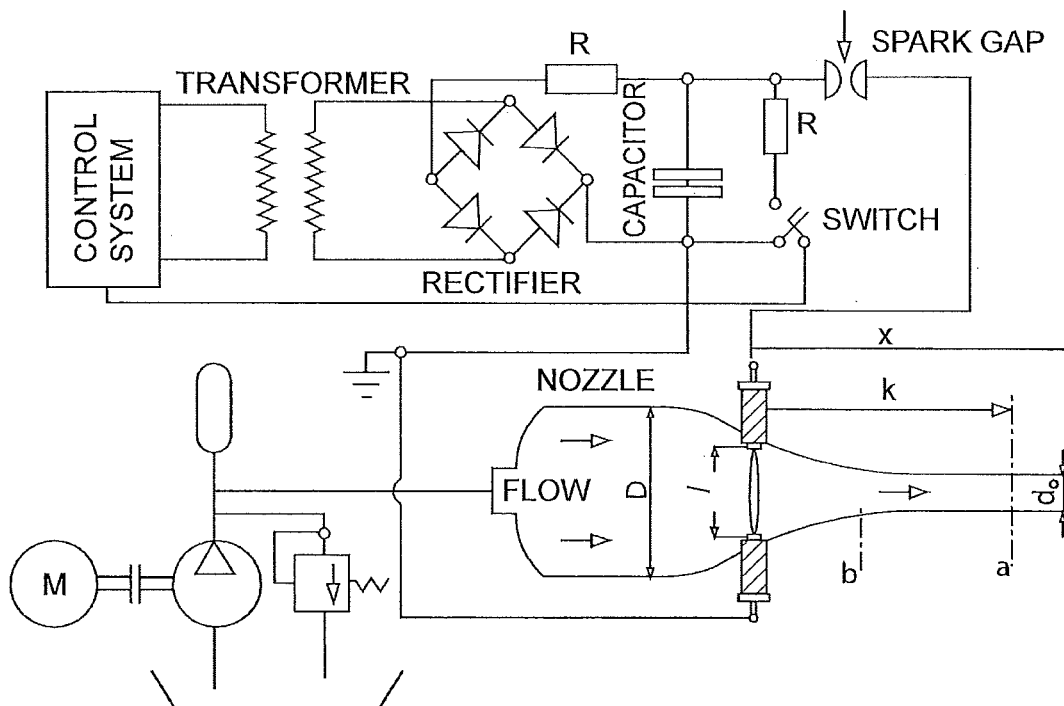 R
SPARK GAP
TRANSFORMER
CONTROL
SYSTEM
CAPACITOR
R
SWITCH
RECTIFIER
x
NOZZLE
k
FLOW
D
l
d₀
M
b
a